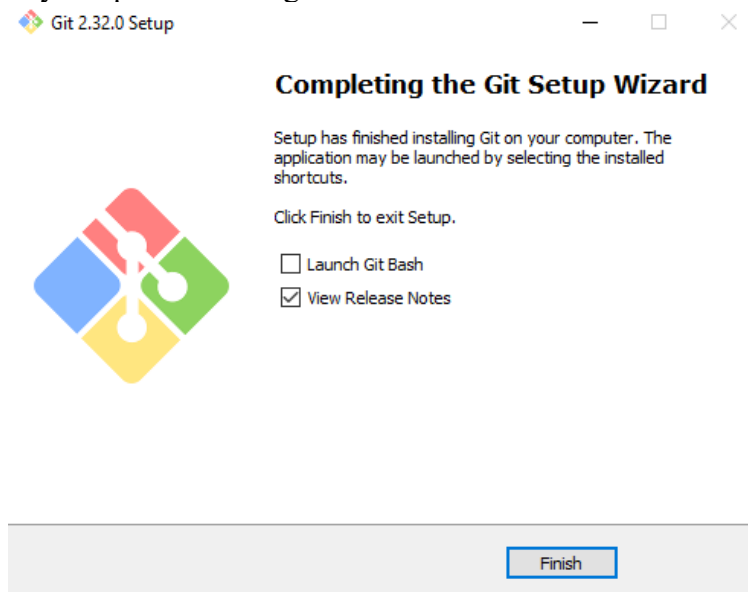 Git 2.32.0 Setup
Completing the Git Setup Wizard
Setup has finished installing Git on your computer. The
application may be launched by selecting the installed
shortcuts.
Click Finish to exit Setup.
Launch Git Bash
View Release Notes
Finish